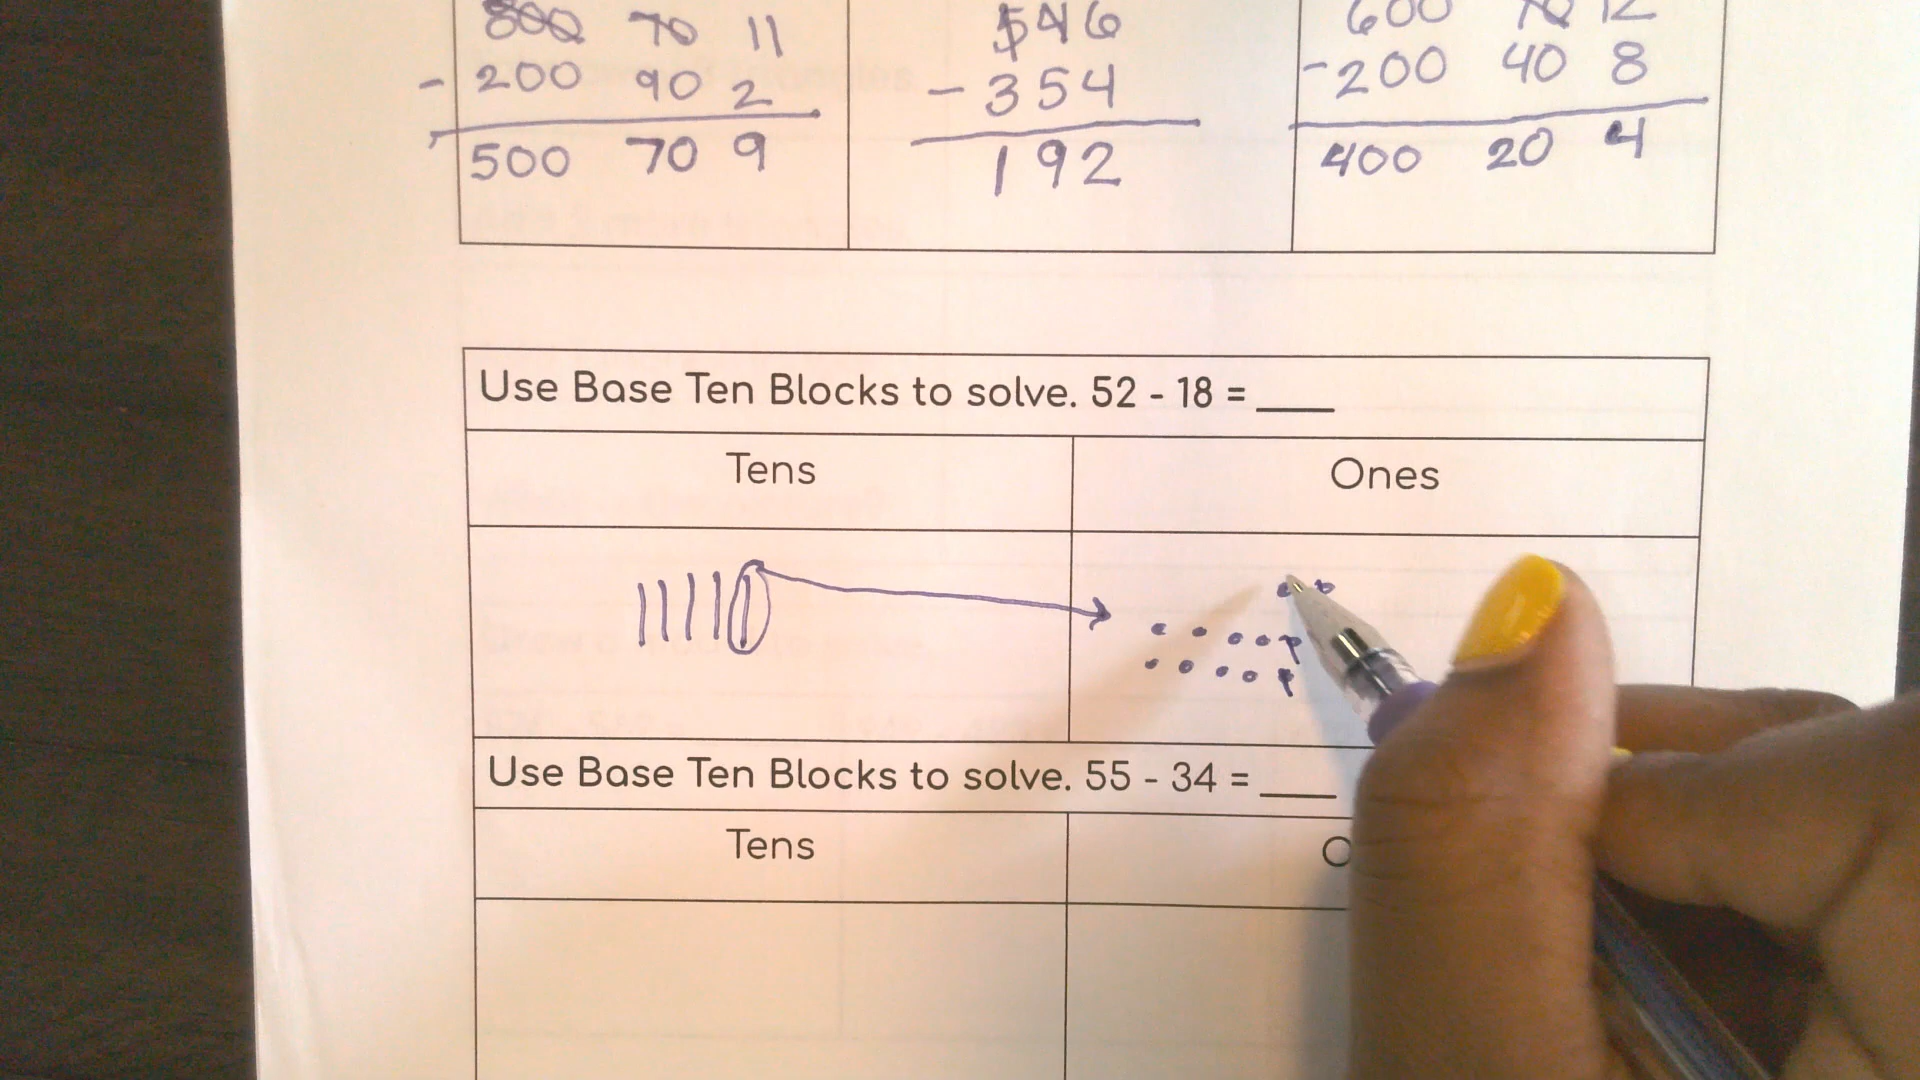 800 70 11
546
600 70 12
- 200 90 2
- 354
- 200 40 8
500 70 9
192
400 20 4
Use Base Ten Blocks to solve. 52 - 18 = ____
Tens Ones
Use Base Ten Blocks to solve. 55 - 34 = ____
Tens